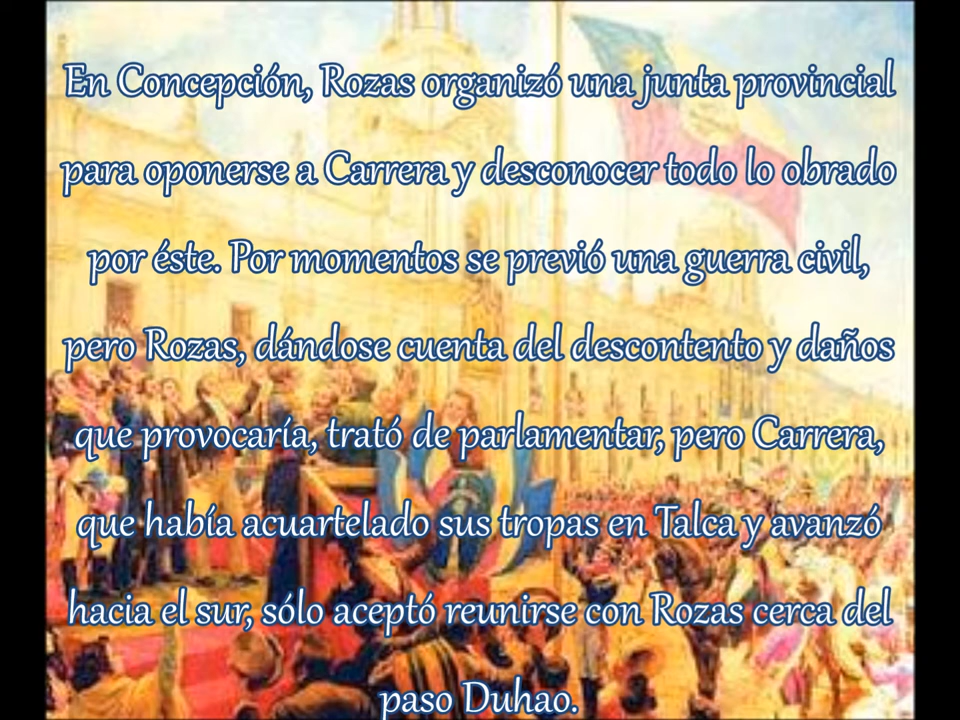 En Concepción, Rozas organizó una junta provincial
para oponerse a Carrera y desconocer todo lo obrado
por éste. Por momentos se previó una guerra civil,
pero Rozas, dándose cuenta del descontento y daños
que provocaría, trató de parlamentar, pero Carrera,
que había acuartelado sus tropas en Talca y avanzó
hacia el sur, sólo aceptó reunirse con Rozas cerca del
paso Duhao.